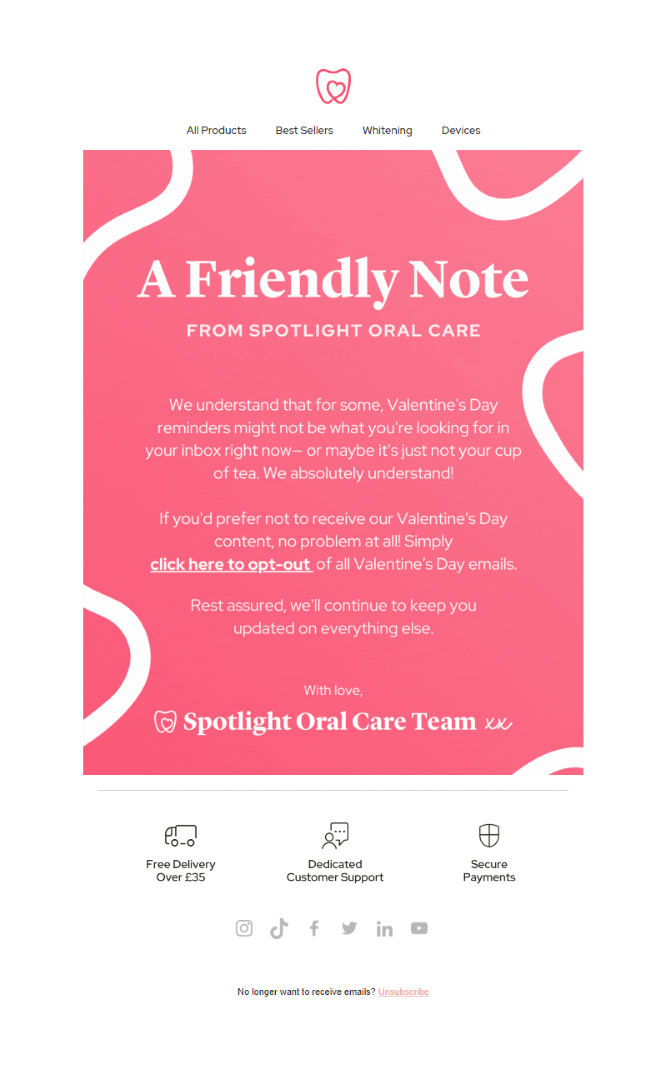 All Products Best Sellers Whitening Devices
A Friendly Note
FROM SPOTLIGHT ORAL CARE
We understand that for some, Valentine's Day
reminders might not be what you're looking for in
your inbox right now– or maybe it's just not your cup
of tea. We absolutely understand!
If you'd prefer not to receive our Valentine's Day
content, no problem at all! Simply
click here to opt-out of all Valentine's Day emails.
Rest assured, we'll continue to keep you
updated on everything else.
With love,
Spotlight Oral Care Team xx
Free Delivery
Over £35
Dedicated
Customer Support
Secure
Payments
No longer want to receive emails? Unsubscribe